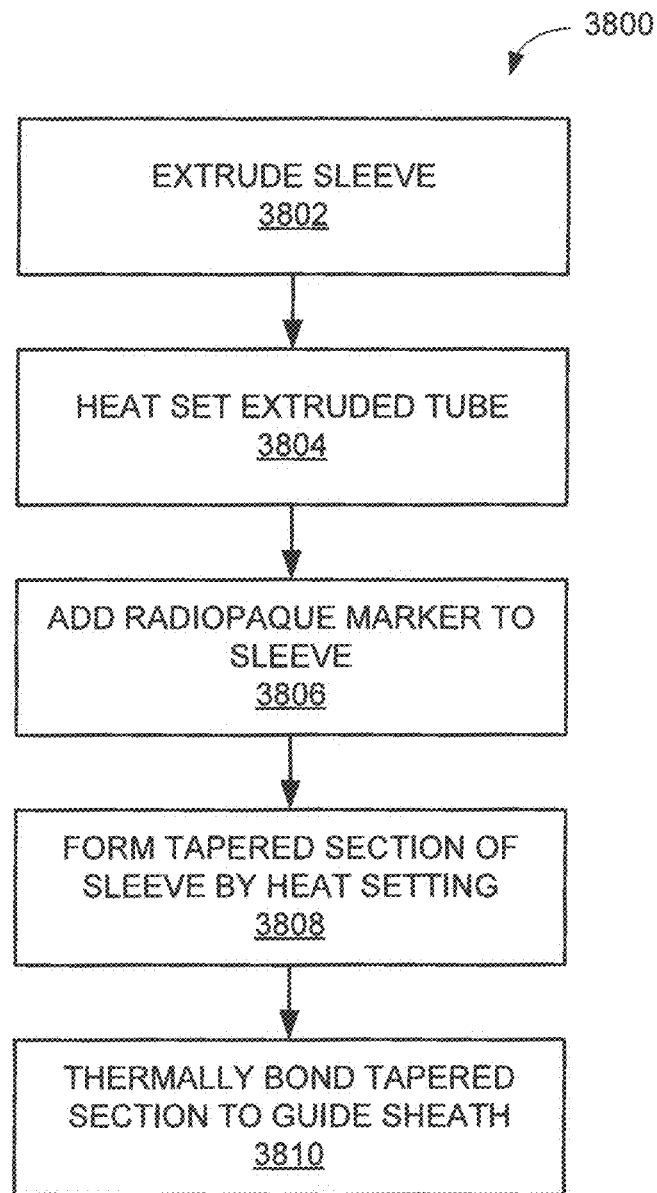 3800
EXTRUDE SLEEVE
3802
HEAT SET EXTRUDED TUBE
3804
ADD RADIOPAQUE MARKER TO
SLEEVE
3806
FORM TAPERED SECTION OF
SLEEVE BY HEAT SETTING
3808
THERMALLY BOND TAPERED
SECTION TO GUIDE SHEATH
3810